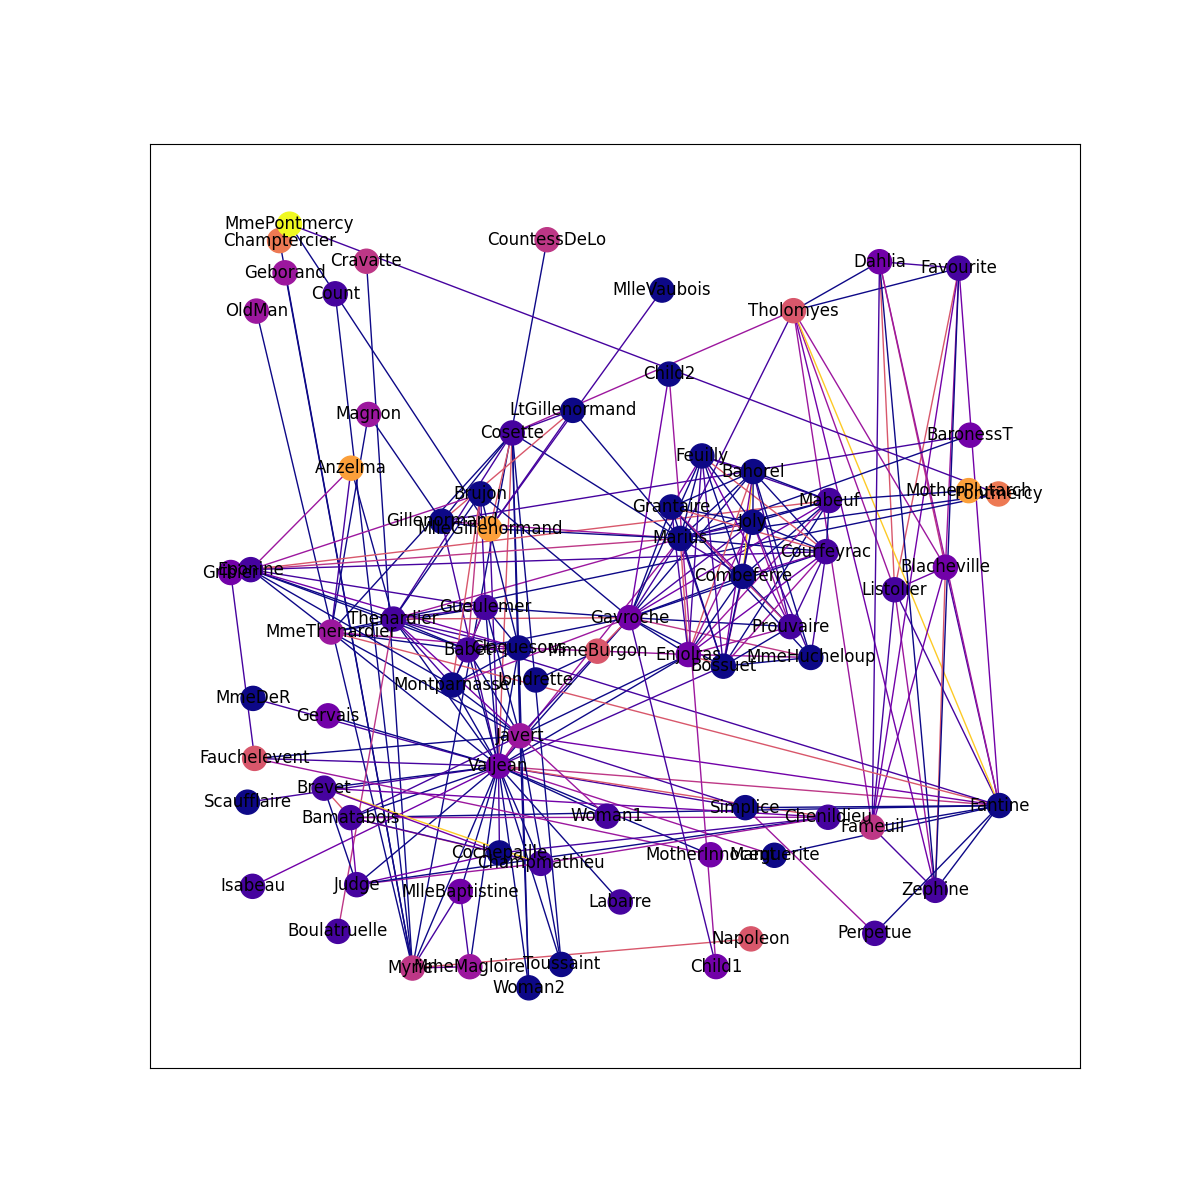 MmePontmercy
Champtercier
CountessDeLo
Cravatte
Dahlia
Favourite
Geborand
Count
MlleVaubois
OldMan
Tholomyes
Child2
Magnon
LtGillenormand
Cosette
BaronessT
Feuilly
Anzelma
Bahorel
Brujon
MotherPlutarch
Pontmercy
Mabeuf
Grantaire
Gillenormand
MlleGillenormand
Joly
Marius
Courfeyrac
Gribier
Eponine
Combeferre
Blacheville
Listolier
Gueulemer
Thenardier
Gavroche
MmeThenardier
Prouvaire
Babet
Claquesous
MmeBurgon
Enjolras
Bossuet
MmeHucheloup
Montparnasse
Jondrette
MmeDeR
Gervais
Javert
Fauchelevent
Valjean
Brevet
Scaufflaire
Bamatabois
Woman1
Simplice
Chenildieu
Fameuil
Fantine
Cochepaille
Champmathieu
MotherInnocent
Marguerite
Isabeau
Judge
MlleBaptistine
Labarre
Zephine
Boulatruelle
Napoleon
Perpetue
Myriel
MmeMagloire
Toussaint
Child1
Woman2